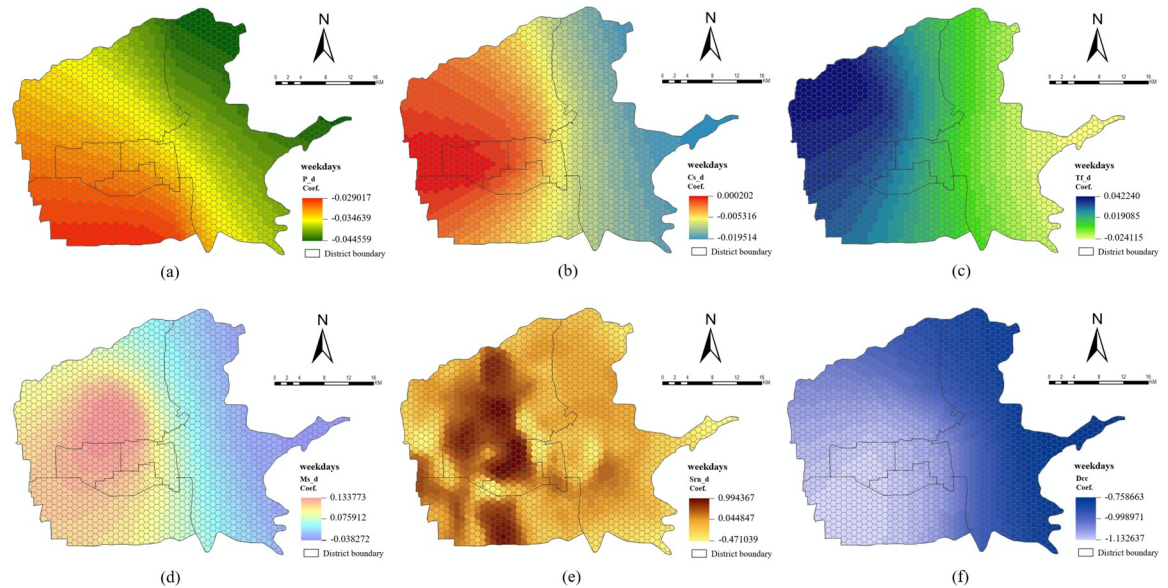 N
0 2 4 8 12 16
KM
weekdays
P_d
Coef.
-0.029017
-0.034639
-0.044559
District boundary
(a)
N
0 2 4 8 12 16
KM
weekdays
Cs_d
Coef.
0.000202
-0.005316
-0.019514
District boundary
(b)
N
0 2 4 8 12 16
KM
weekdays
Tf_d
Coef.
0.042240
0.019085
-0.024115
District boundary
(c)
N
0 2 4 8 12 16
KM
weekdays
Ms_d
Coef.
0.133773
0.075912
-0.038272
District boundary
(d)
N
0 2 4 8 12 16
KM
weekdays
Srn_d
Coef.
0.994367
0.044847
-0.471039
District boundary
(e)
N
0 2 4 8 12 16
KM
weekdays
Dcc
Coef.
-0.758663
-0.998971
-1.132637
District boundary
(f)